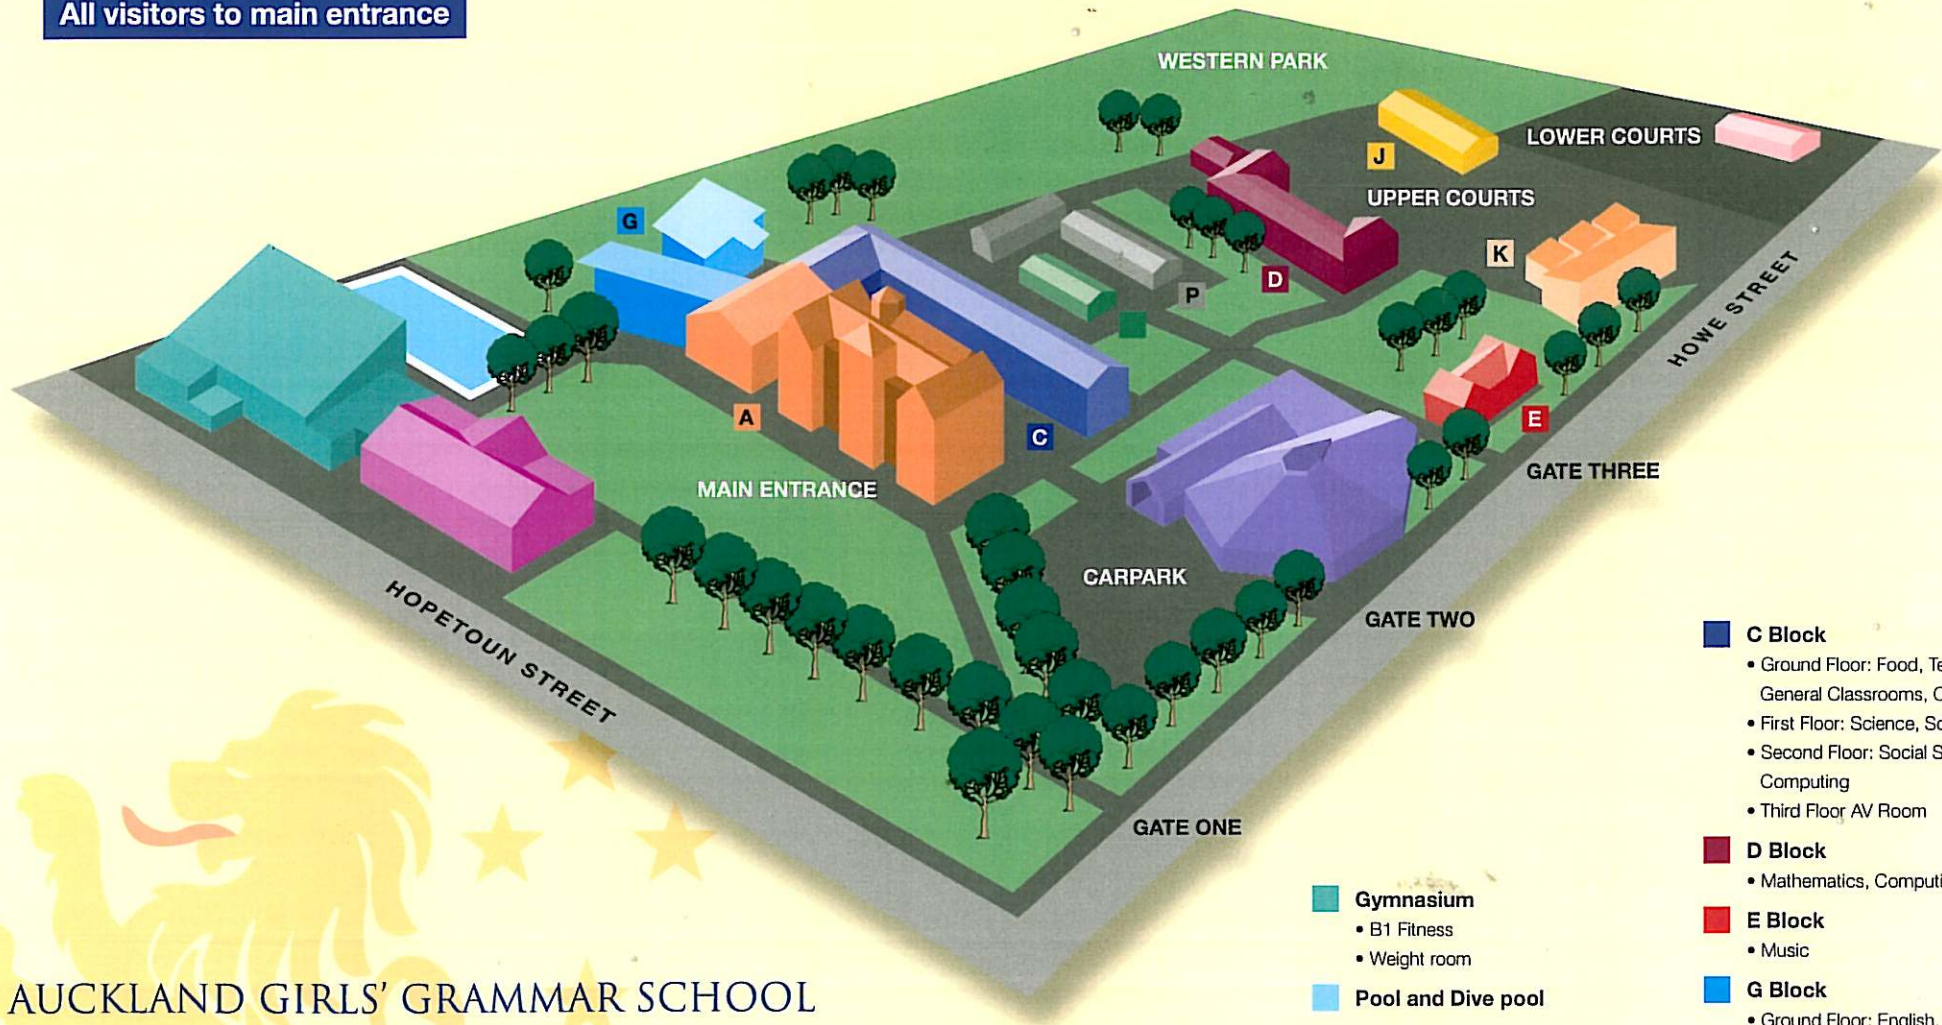 All visitors to main entrance
WESTERN PARK
LOWER COURTS
J
UPPER COURTS
G
K
D
P
HOWE STREET
A
C
E
MAIN ENTRANCE
GATE THREE
CARPARK
GATE TWO
HOPETOUN STREET
GATE ONE
AUCKLAND GIRLS' GRAMMAR SCHOOL
Gymnasium
• B1 Fitness
• Weight room
Pool and Dive pool
C Block
• Ground Floor: Food, Te
General Classrooms, C
• First Floor: Science, Sc
• Second Floor: Social S
Computing
• Third Floor AV Room
D Block
• Mathematics, Computi
E Block
• Music
G Block
• Ground Floor: English,